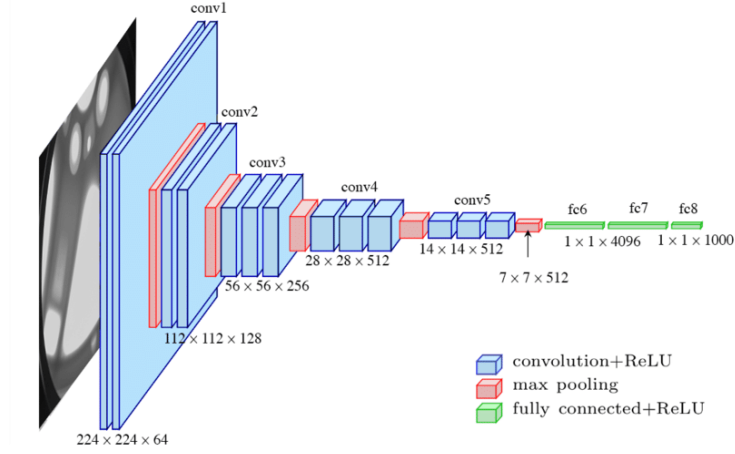 conv1
conv2
conv3
conv4
conv5
fc6
fc7
fc8
224 × 224 × 64
112 × 112 × 128
56 × 56 × 256
28 × 28 × 512
14 × 14 × 512
7 × 7 × 512
1 × 1 × 4096
1 × 1 × 1000
convolution+ReLU
max pooling
fully connected+ReLU